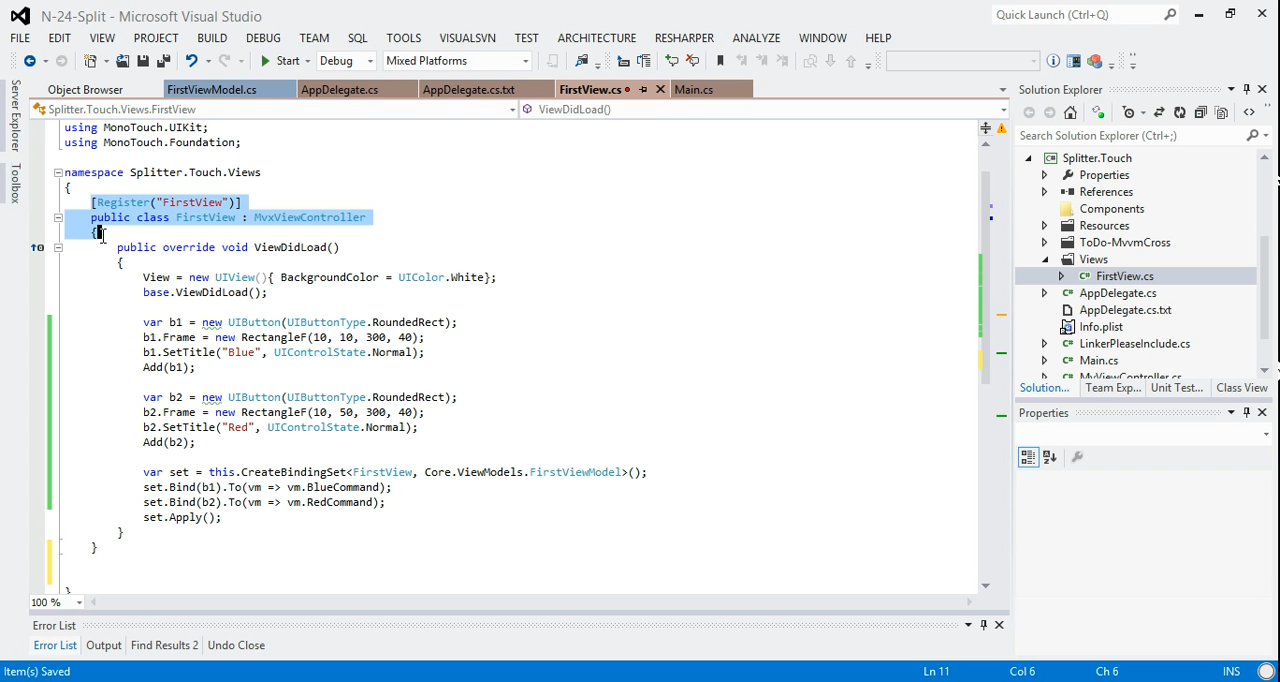 N-24-Split - Microsoft Visual Studio
Quick Launch (Ctrl+Q)
FILE EDIT VIEW PROJECT BUILD DEBUG TEAM SQL TOOLS VISUALSVN TEST ARCHITECTURE RESHARPER ANALYZE WINDOW HELP
Start Debug Mixed Platforms
Server Explorer
Toolbox
Object Browser FirstViewModel.cs AppDelegate.cs AppDelegate.cs.txt FirstView.cs Main.cs
Splitter.Touch.Views.FirstView ViewDidLoad()
using MonoTouch.UIKit;
using MonoTouch.Foundation;
namespace Splitter.Touch.Views
{
[Register("FirstView")]
public class FirstView : MvxViewController
{
public override void ViewDidLoad()
{
View = new UIView(){ BackgroundColor = UIColor.White};
base.ViewDidLoad();
var b1 = new UIButton(UIButtonType.RoundedRect);
b1.Frame = new RectangleF(10, 10, 300, 40);
b1.SetTitle("Blue", UIControlState.Normal);
Add(b1);
var b2 = new UIButton(UIButtonType.RoundedRect);
b2.Frame = new RectangleF(10, 50, 300, 40);
b2.SetTitle("Red", UIControlState.Normal);
Add(b2);
var set = this.CreateBindingSet<FirstView, Core.ViewModels.FirstViewModel>();
set.Bind(b1).To(vm => vm.BlueCommand);
set.Bind(b2).To(vm => vm.RedCommand);
set.Apply();
}
}
}
100 %
Solution Explorer
Search Solution Explorer (Ctrl+;)
Splitter.Touch
Properties
References
Components
Resources
ToDo-MvvmCross
Views
FirstView.cs
AppDelegate.cs
AppDelegate.cs.txt
Info.plist
LinkerPleaseInclude.cs
Main.cs
MyViewController.cs
Solution... Team Exp... Unit Test... Class View
Properties
Error List
Error List Output Find Results 2 Undo Close
Item(s) Saved Ln 11 Col 6 Ch 6 INS